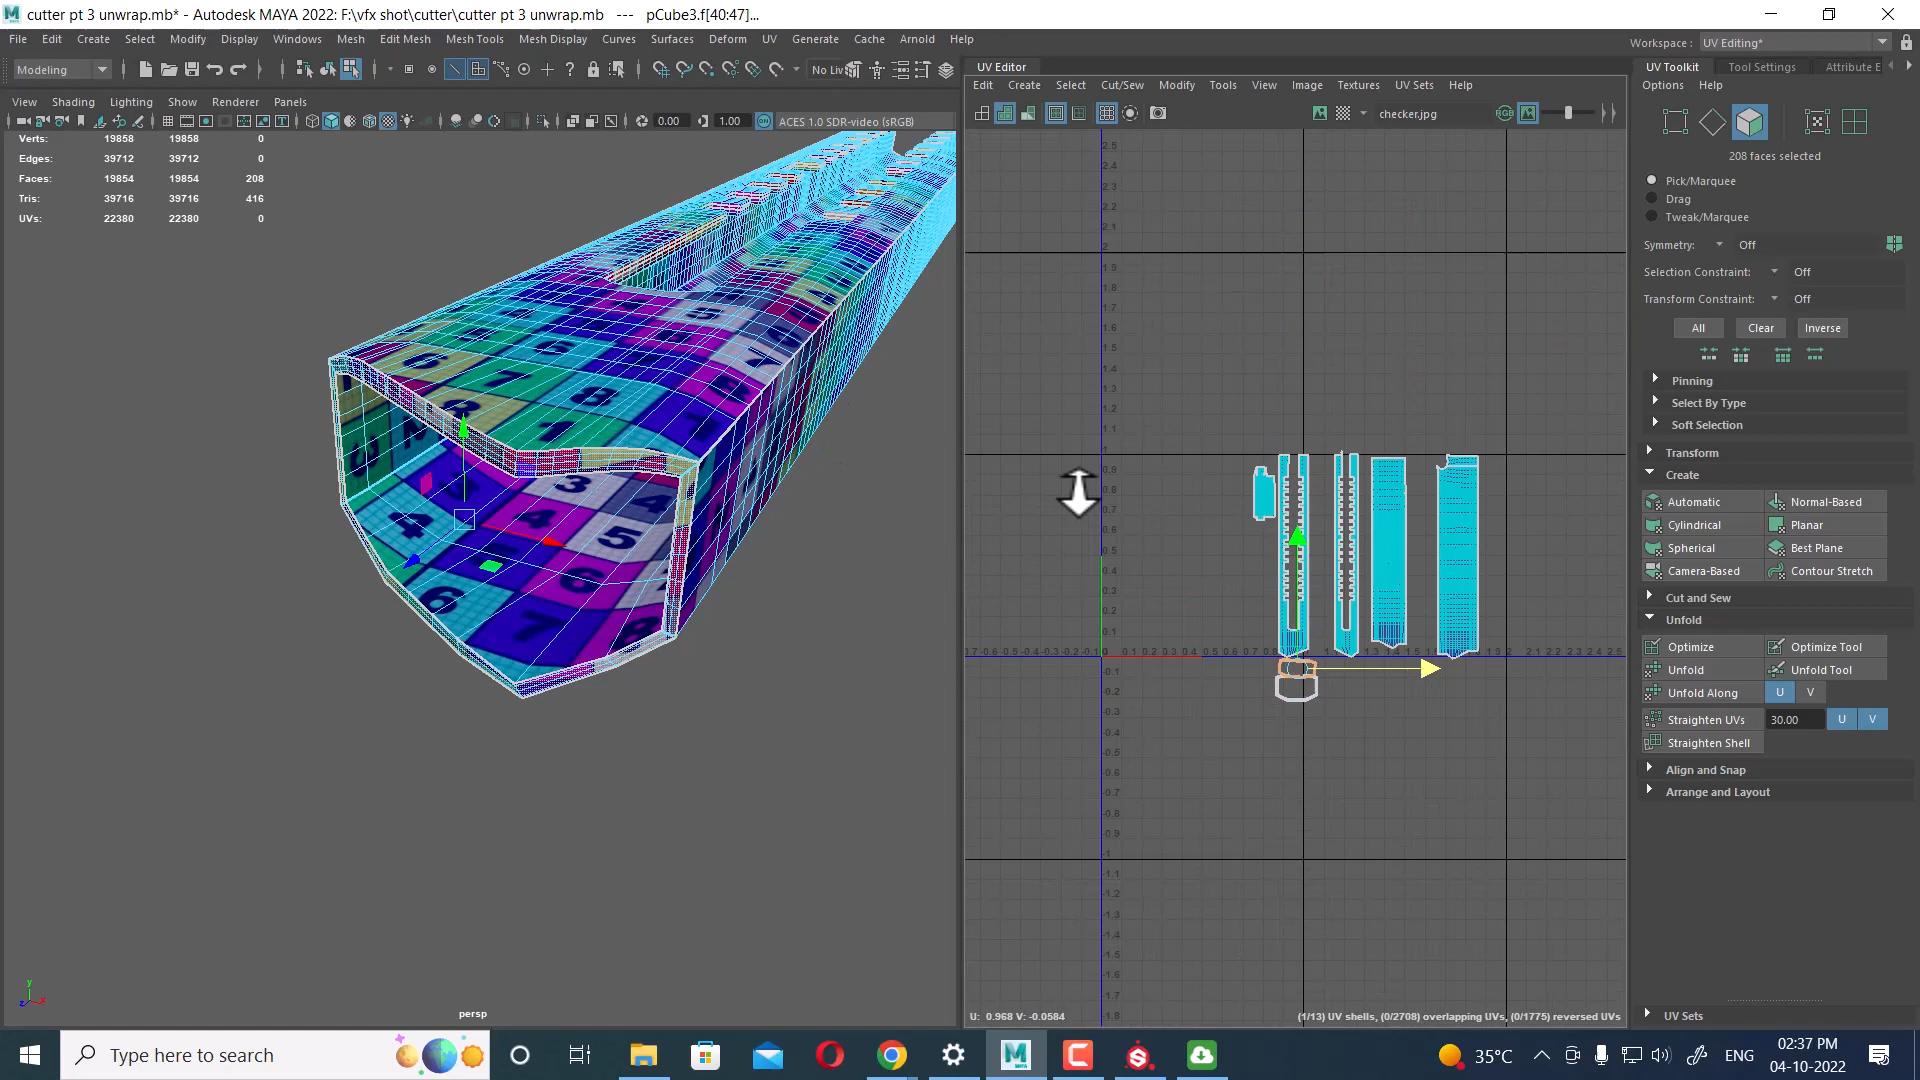 cutter pt 3 unwrap.mb* - Autodesk MAYA 2022: F:\vfx shot\cutter\cutter pt 3 unwrap.mb   ---   pCube3.f[40:47]...
File Edit Create Select Modify Display Windows Mesh Edit Mesh Mesh Tools Mesh Display Curves Surfaces Deform UV Generate Cache Arnold Help
Workspace : UV Editing*
Modeling
No Liv
UV Editor
UV Toolkit Tool Settings Attribute E
View Shading Lighting Show Renderer Panels
Edit Create Select Cut/Sew Modify Tools View Image Textures UV Sets Help
Options Help
0.00 1.00 ACES 1.0 SDR-video (sRGB)
checker.jpg
Verts: 19858 19858 0
Edges: 39712 39712 0
Faces: 19854 19854 208
Tris: 39716 39716 416
UVs: 22380 22380 0
208 faces selected
Pick/Marquee
Drag
Tweak/Marquee
Symmetry: Off
Selection Constraint: Off
Transform Constraint: Off
All Clear Inverse
Pinning
Select By Type
Soft Selection
Transform
Create
Automatic Normal-Based
Cylindrical Planar
Spherical Best Plane
Camera-Based Contour Stretch
Cut and Sew
Unfold
Optimize Optimize Tool
Unfold Unfold Tool
Unfold Along U V
Straighten UVs 30.00 U V
Straighten Shell
Align and Snap
Arrange and Layout
UV Sets
persp
U: 0.968 V: -0.0584
(1/13) UV shells, (0/2708) overlapping UVs, (0/1775) reversed UVs
Type here to search
35°C
ENG
02:37 PM
04-10-2022